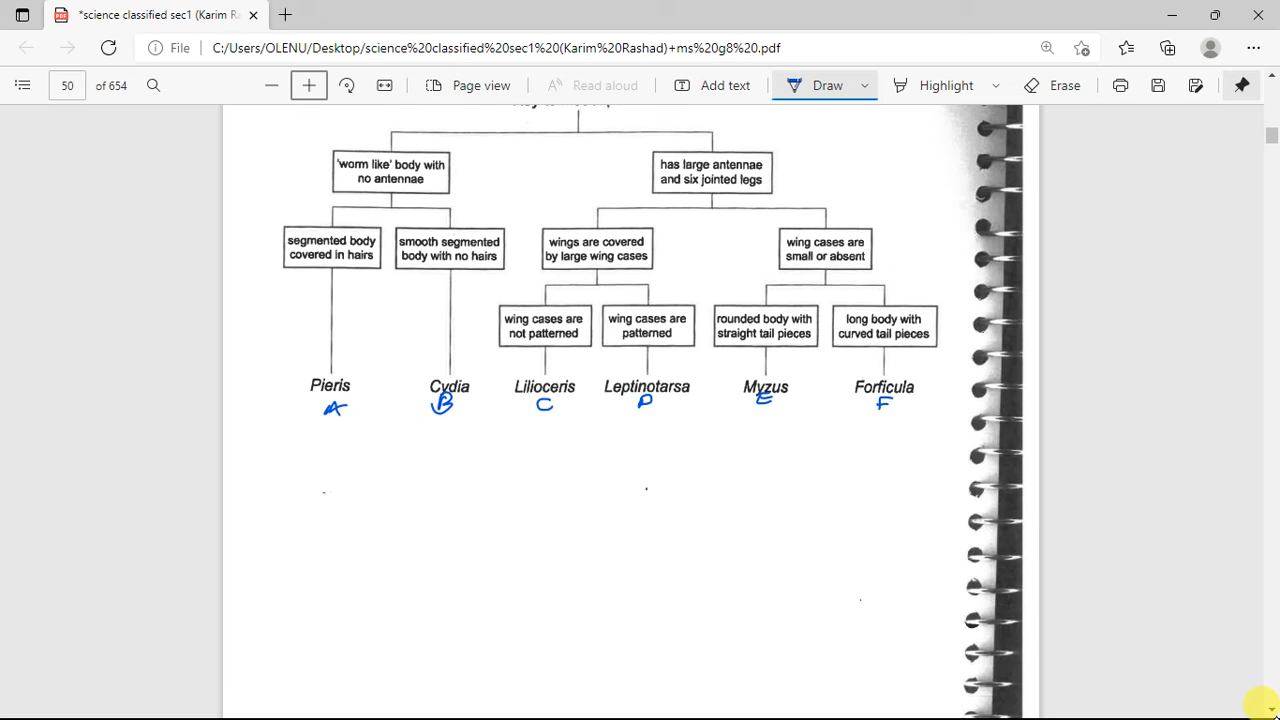 *science classified sec1 (Karim Ra
File
C:/Users/OLENU/Desktop/science%20classified%20sec1%20(Karim%20Rashad)+ms%20g8%20.pdf
50 of 654
Page view
Read aloud
Add text
Draw
Highlight
Erase
'worm like' body with
no antennae
has large antennae
and six jointed legs
segmented body
covered in hairs
smooth segmented
body with no hairs
wings are covered
by large wing cases
wing cases are
small or absent
wing cases are
not patterned
wing cases are
patterned
rounded body with
straight tail pieces
long body with
curved tail pieces
Pieris Cydia Lilioceris Leptinotarsa Myzus Forficula
A B C D E F